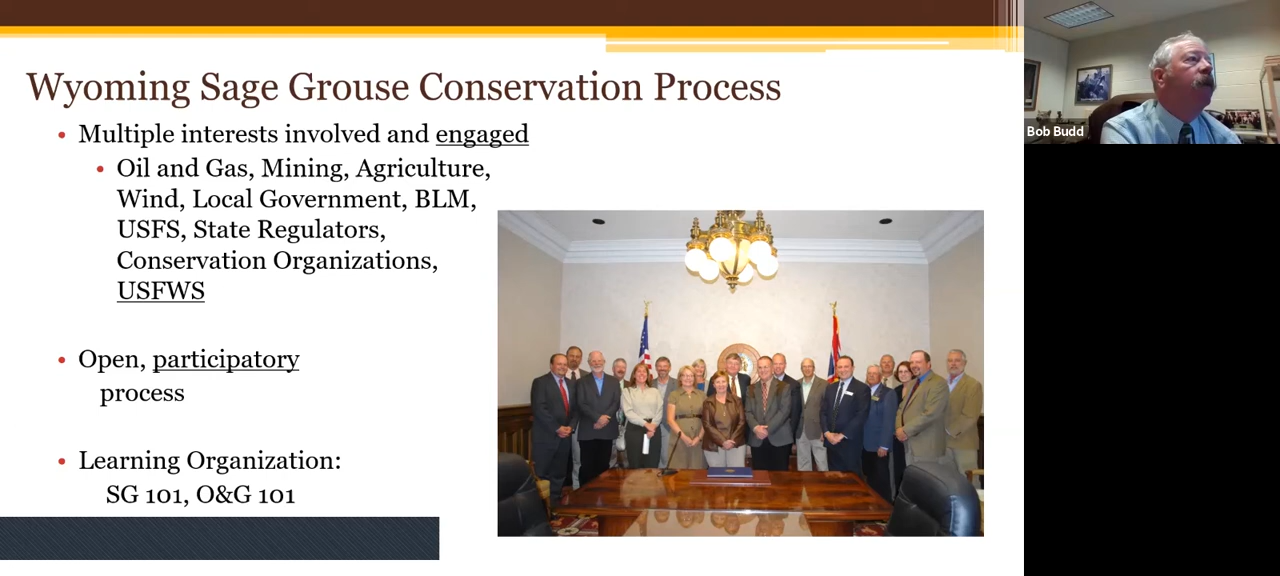 Wyoming Sage Grouse Conservation Process
• Multiple interests involved and engaged
• Oil and Gas, Mining, Agriculture,
Wind, Local Government, BLM,
USFS, State Regulators,
Conservation Organizations,
USFWS
• Open, participatory
process
• Learning Organization:
SG 101, O&G 101
Bob Budd